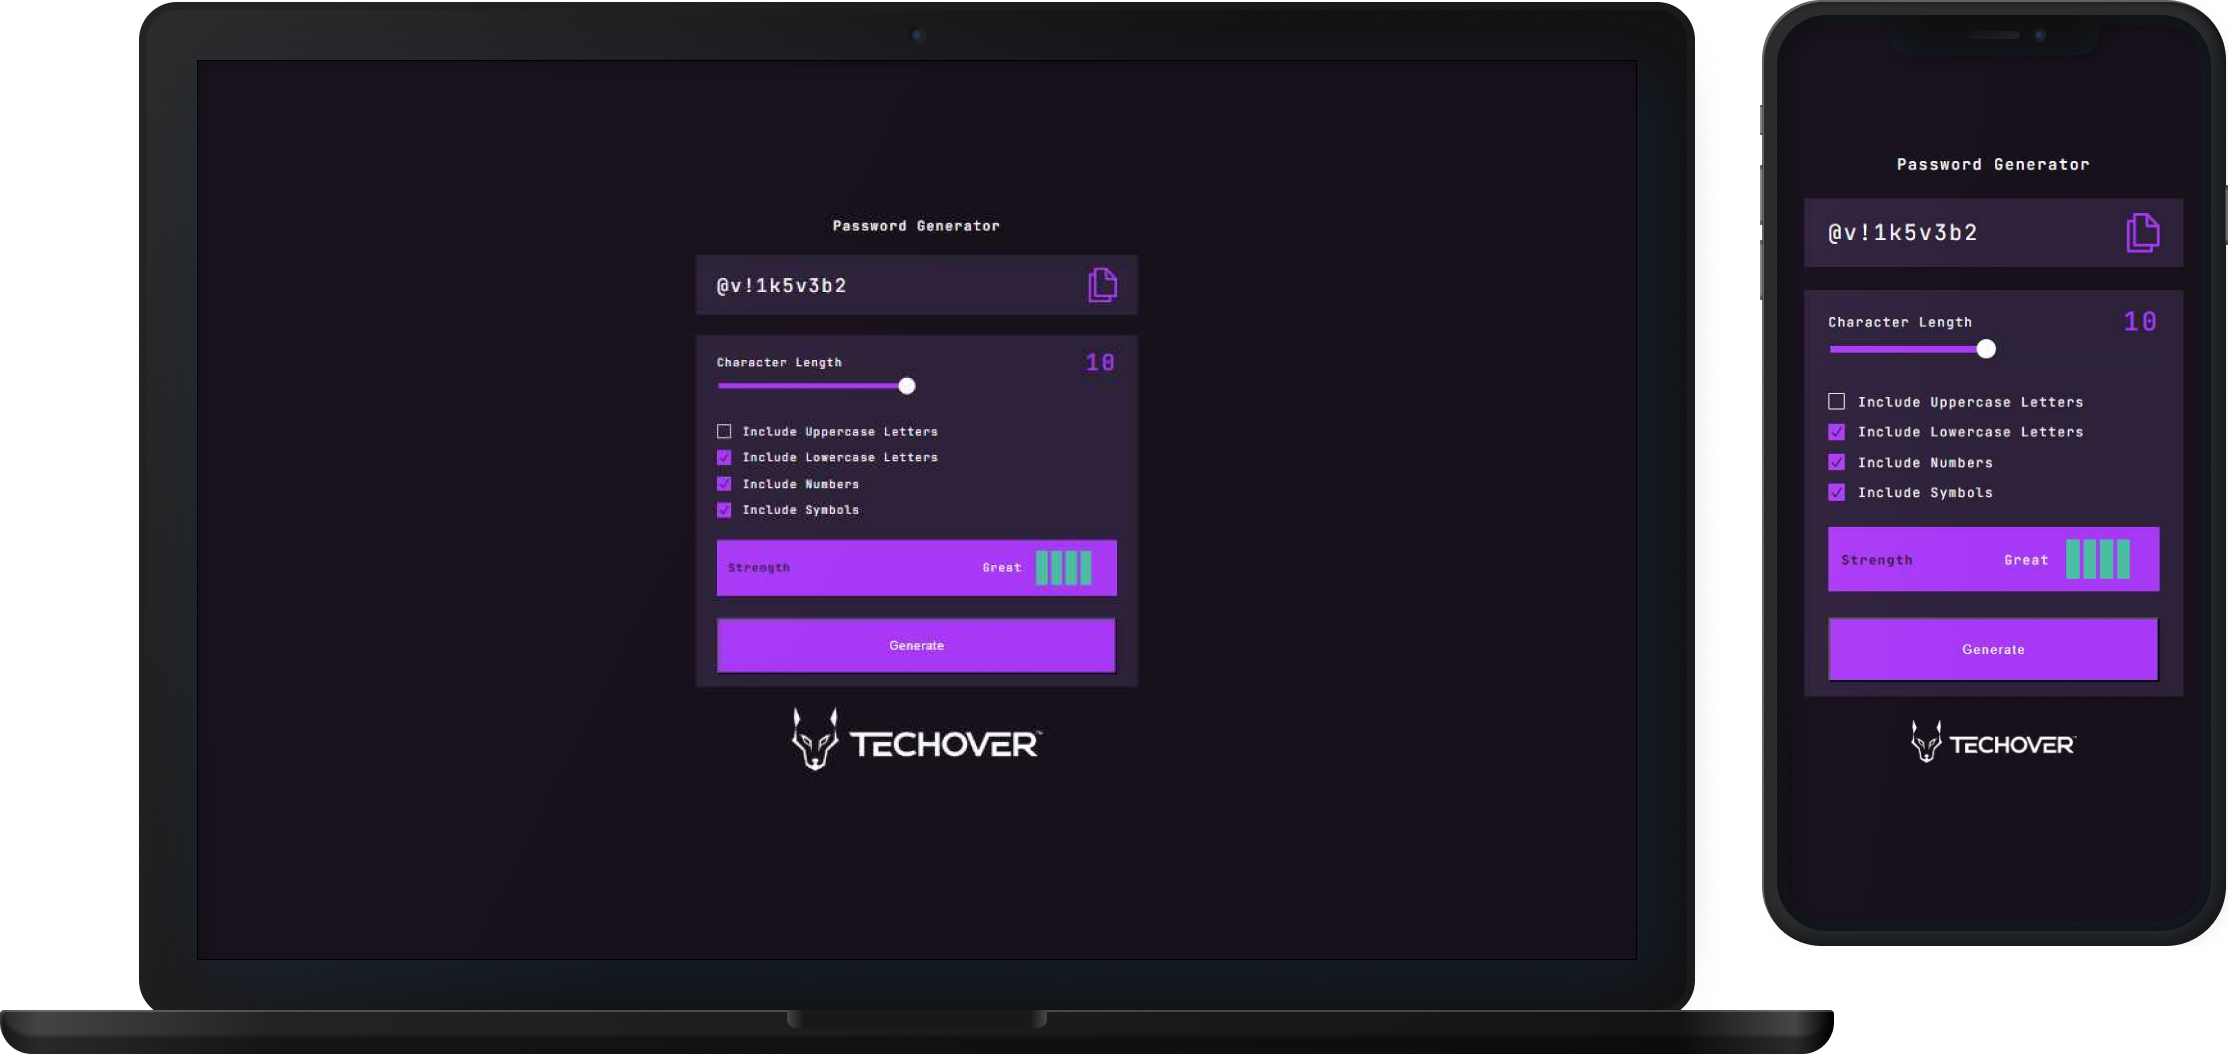 Password Generator
@v!1k5v3b2
Character Length 10
Include Uppercase Letters
Include Lowercase Letters
Include Numbers
Include Symbols
Strength Great
Generate
TECHOVER™
Password Generator
@v!1k5v3b2
Character Length 10
Include Uppercase Letters
Include Lowercase Letters
Include Numbers
Include Symbols
Strength Great
Generate
TECHOVER™